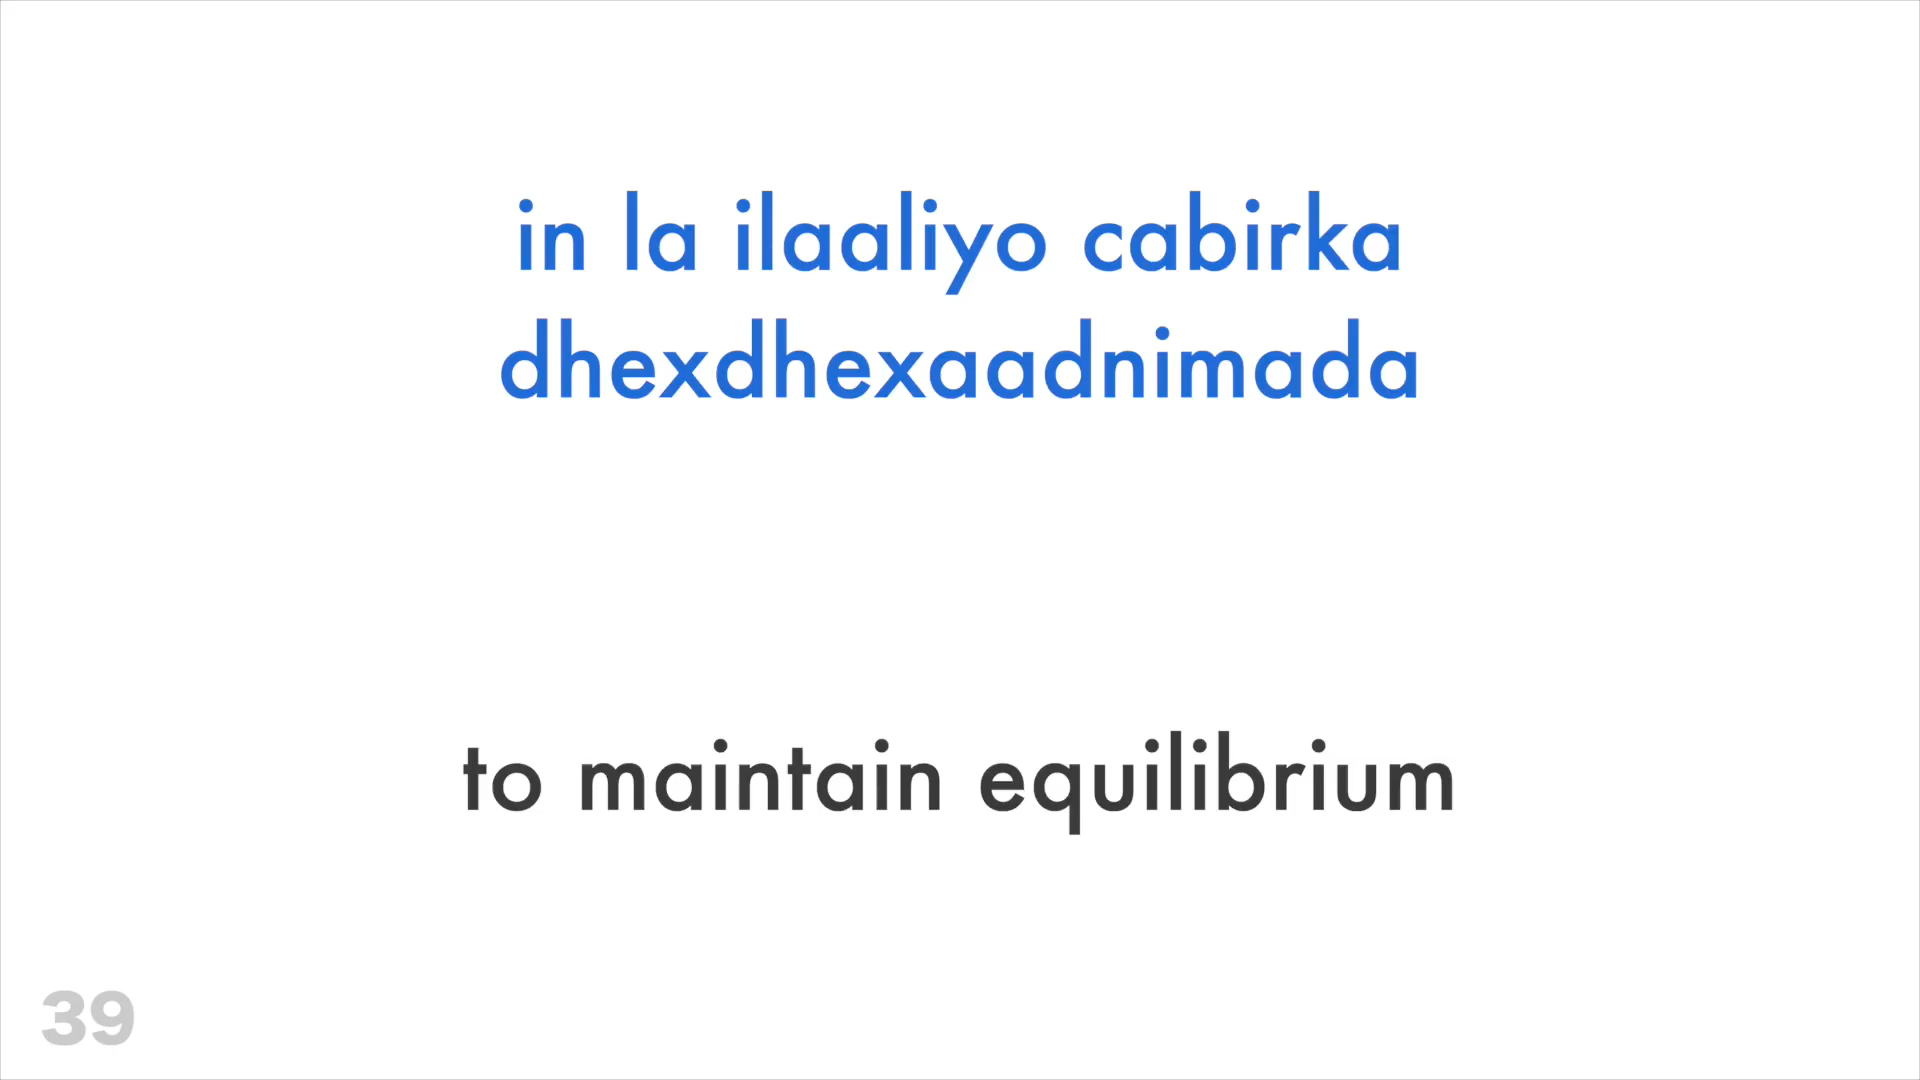 in la ilaaliyo cabirka
dhexdhexaadnimada
to maintain equilibrium
39